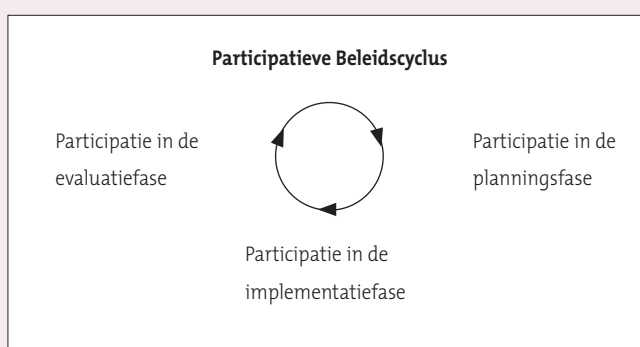 Participatieve Beleidscyclus
Participatie in de
evaluatiefase
Participatie in de
planningsfase
Participatie in de
implementatiefase